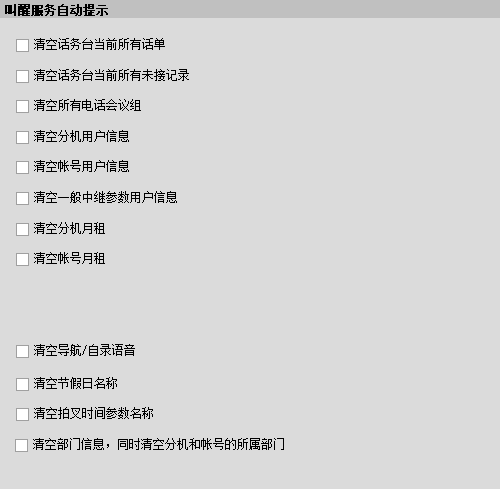 叫醒服务自动提示
清空话务台当前所有话单
清空话务台当前所有未接记录
清空所有电话会议组
清空分机用户信息
清空帐号用户信息
清空一般中继参数用户信息
清空分机月租
清空帐号月租
清空导航/自录语音
清空节假日名称
清空拍叉时间参数名称
清空部门信息，同时清空分机和帐号的所属部门